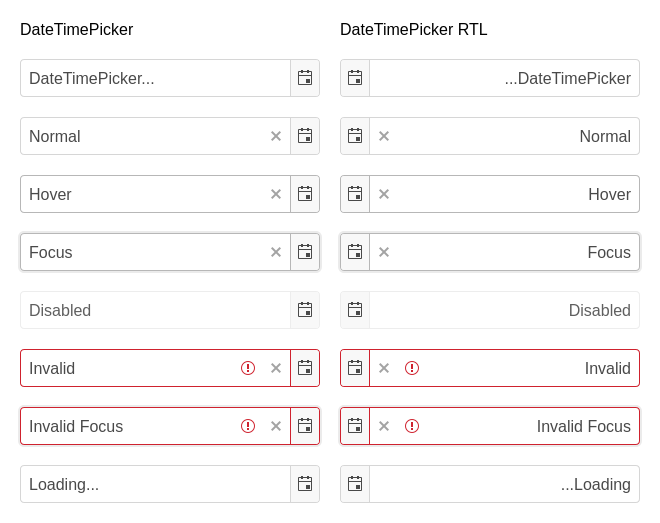 DateTimePicker
DateTimePicker RTL
DateTimePicker...
...DateTimePicker
Normal
Normal
Hover
Hover
Focus
Focus
Disabled
Disabled
Invalid
Invalid
Invalid Focus
Invalid Focus
Loading...
...Loading